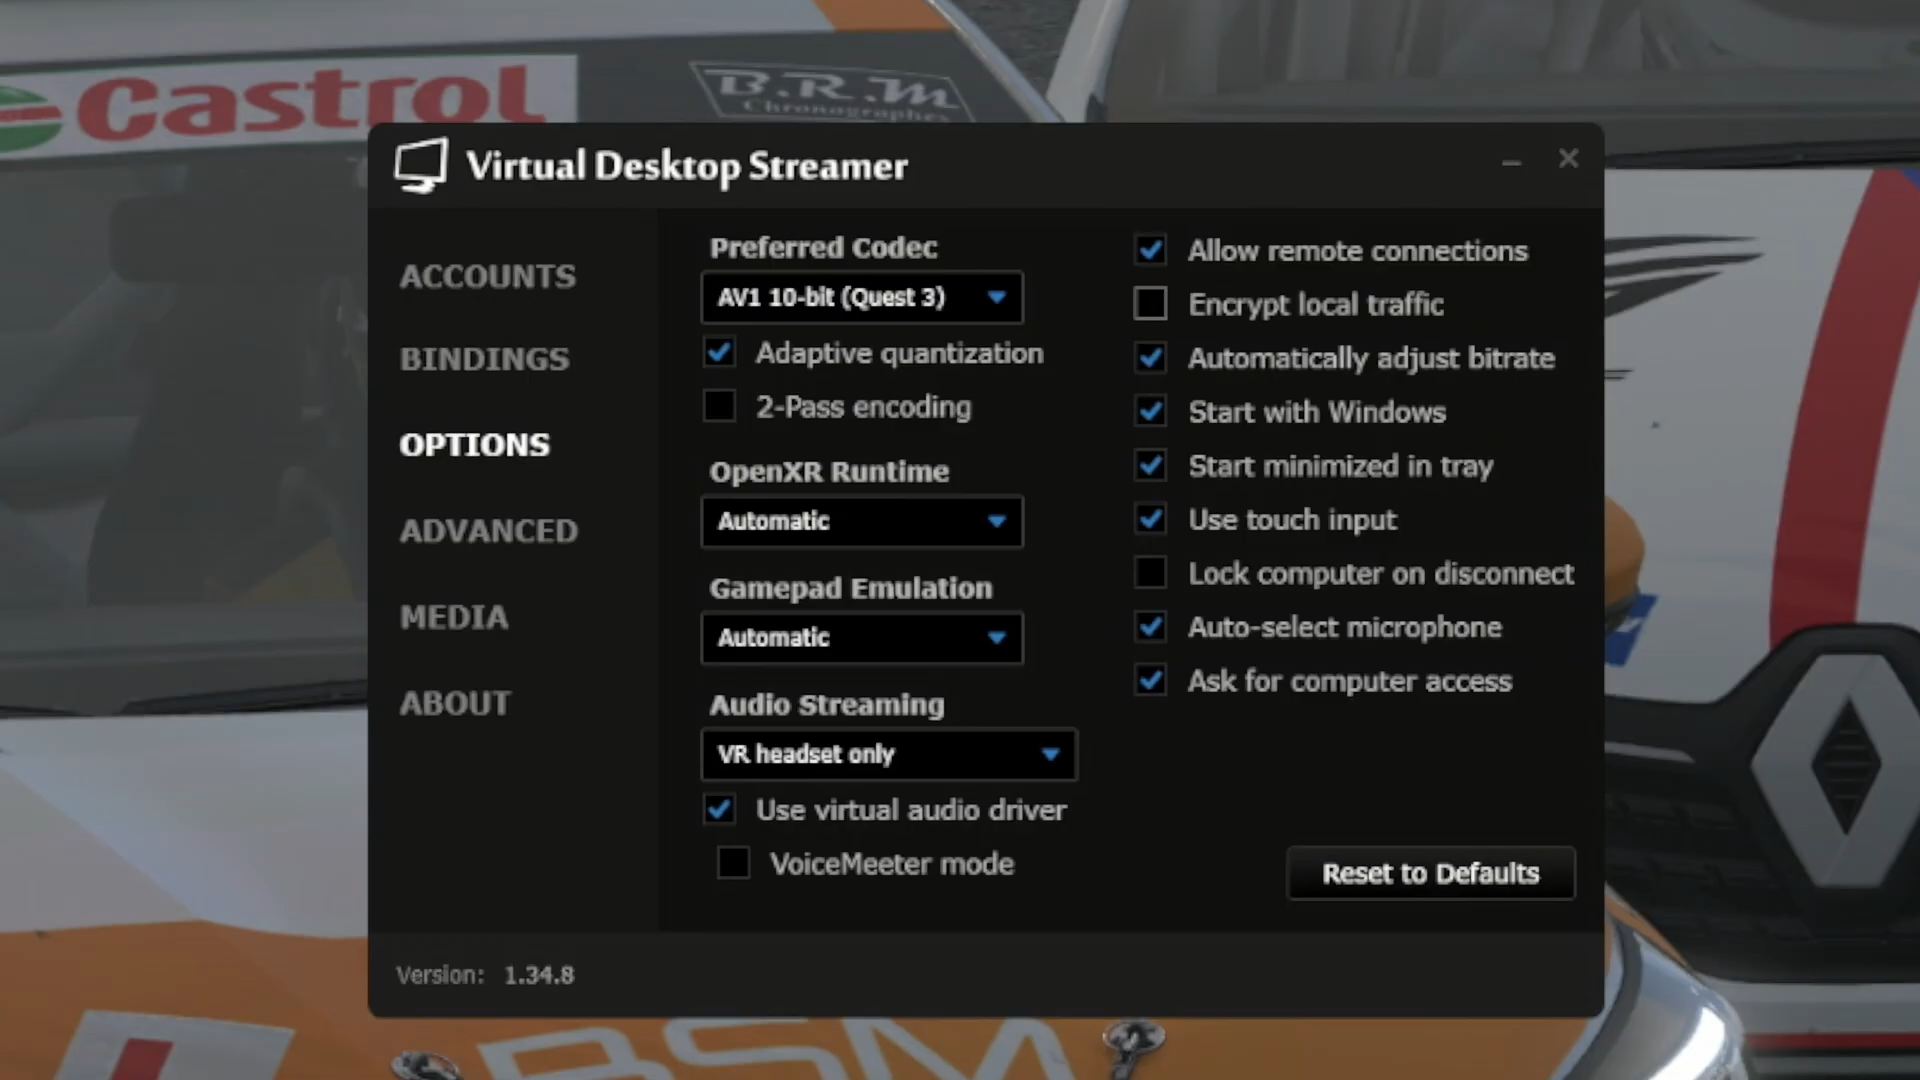 Castrol
B.R.M
Chronographes
Virtual Desktop Streamer
ACCOUNTS
BINDINGS
OPTIONS
ADVANCED
MEDIA
ABOUT
Preferred Codec
AV1 10-bit (Quest 3)
Adaptive quantization
2-Pass encoding
OpenXR Runtime
Automatic
Gamepad Emulation
Automatic
Audio Streaming
VR headset only
Use virtual audio driver
VoiceMeeter mode
Allow remote connections
Encrypt local traffic
Automatically adjust bitrate
Start with Windows
Start minimized in tray
Use touch input
Lock computer on disconnect
Auto-select microphone
Ask for computer access
Reset to Defaults
Version: 1.34.8
BSM